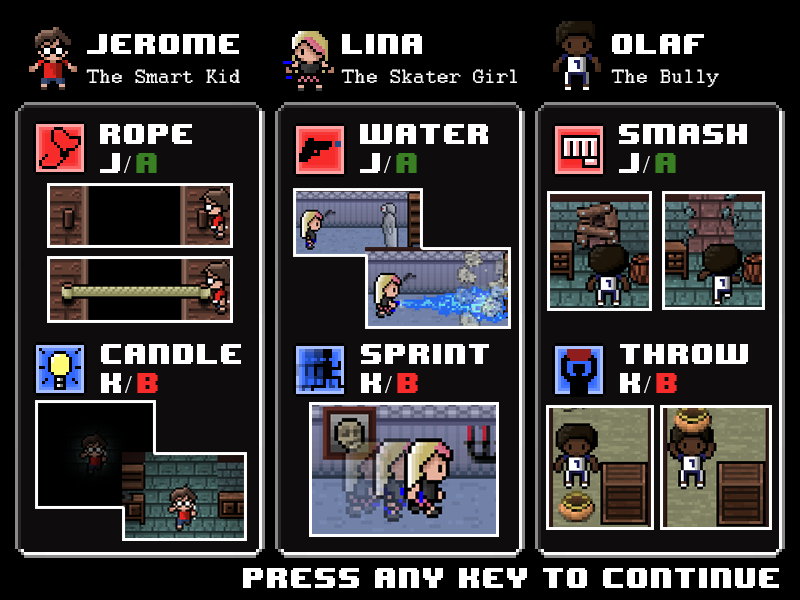 JEROME
The Smart Kid
ROPE
J/A
CANDLE
K/B
LINA
The Skater Girl
WATER
J/A
SPRINT
K/B
OLAF
The Bully
SMASH
J/A
THROW
K/B
PRESS ANY KEY TO CONTINUE